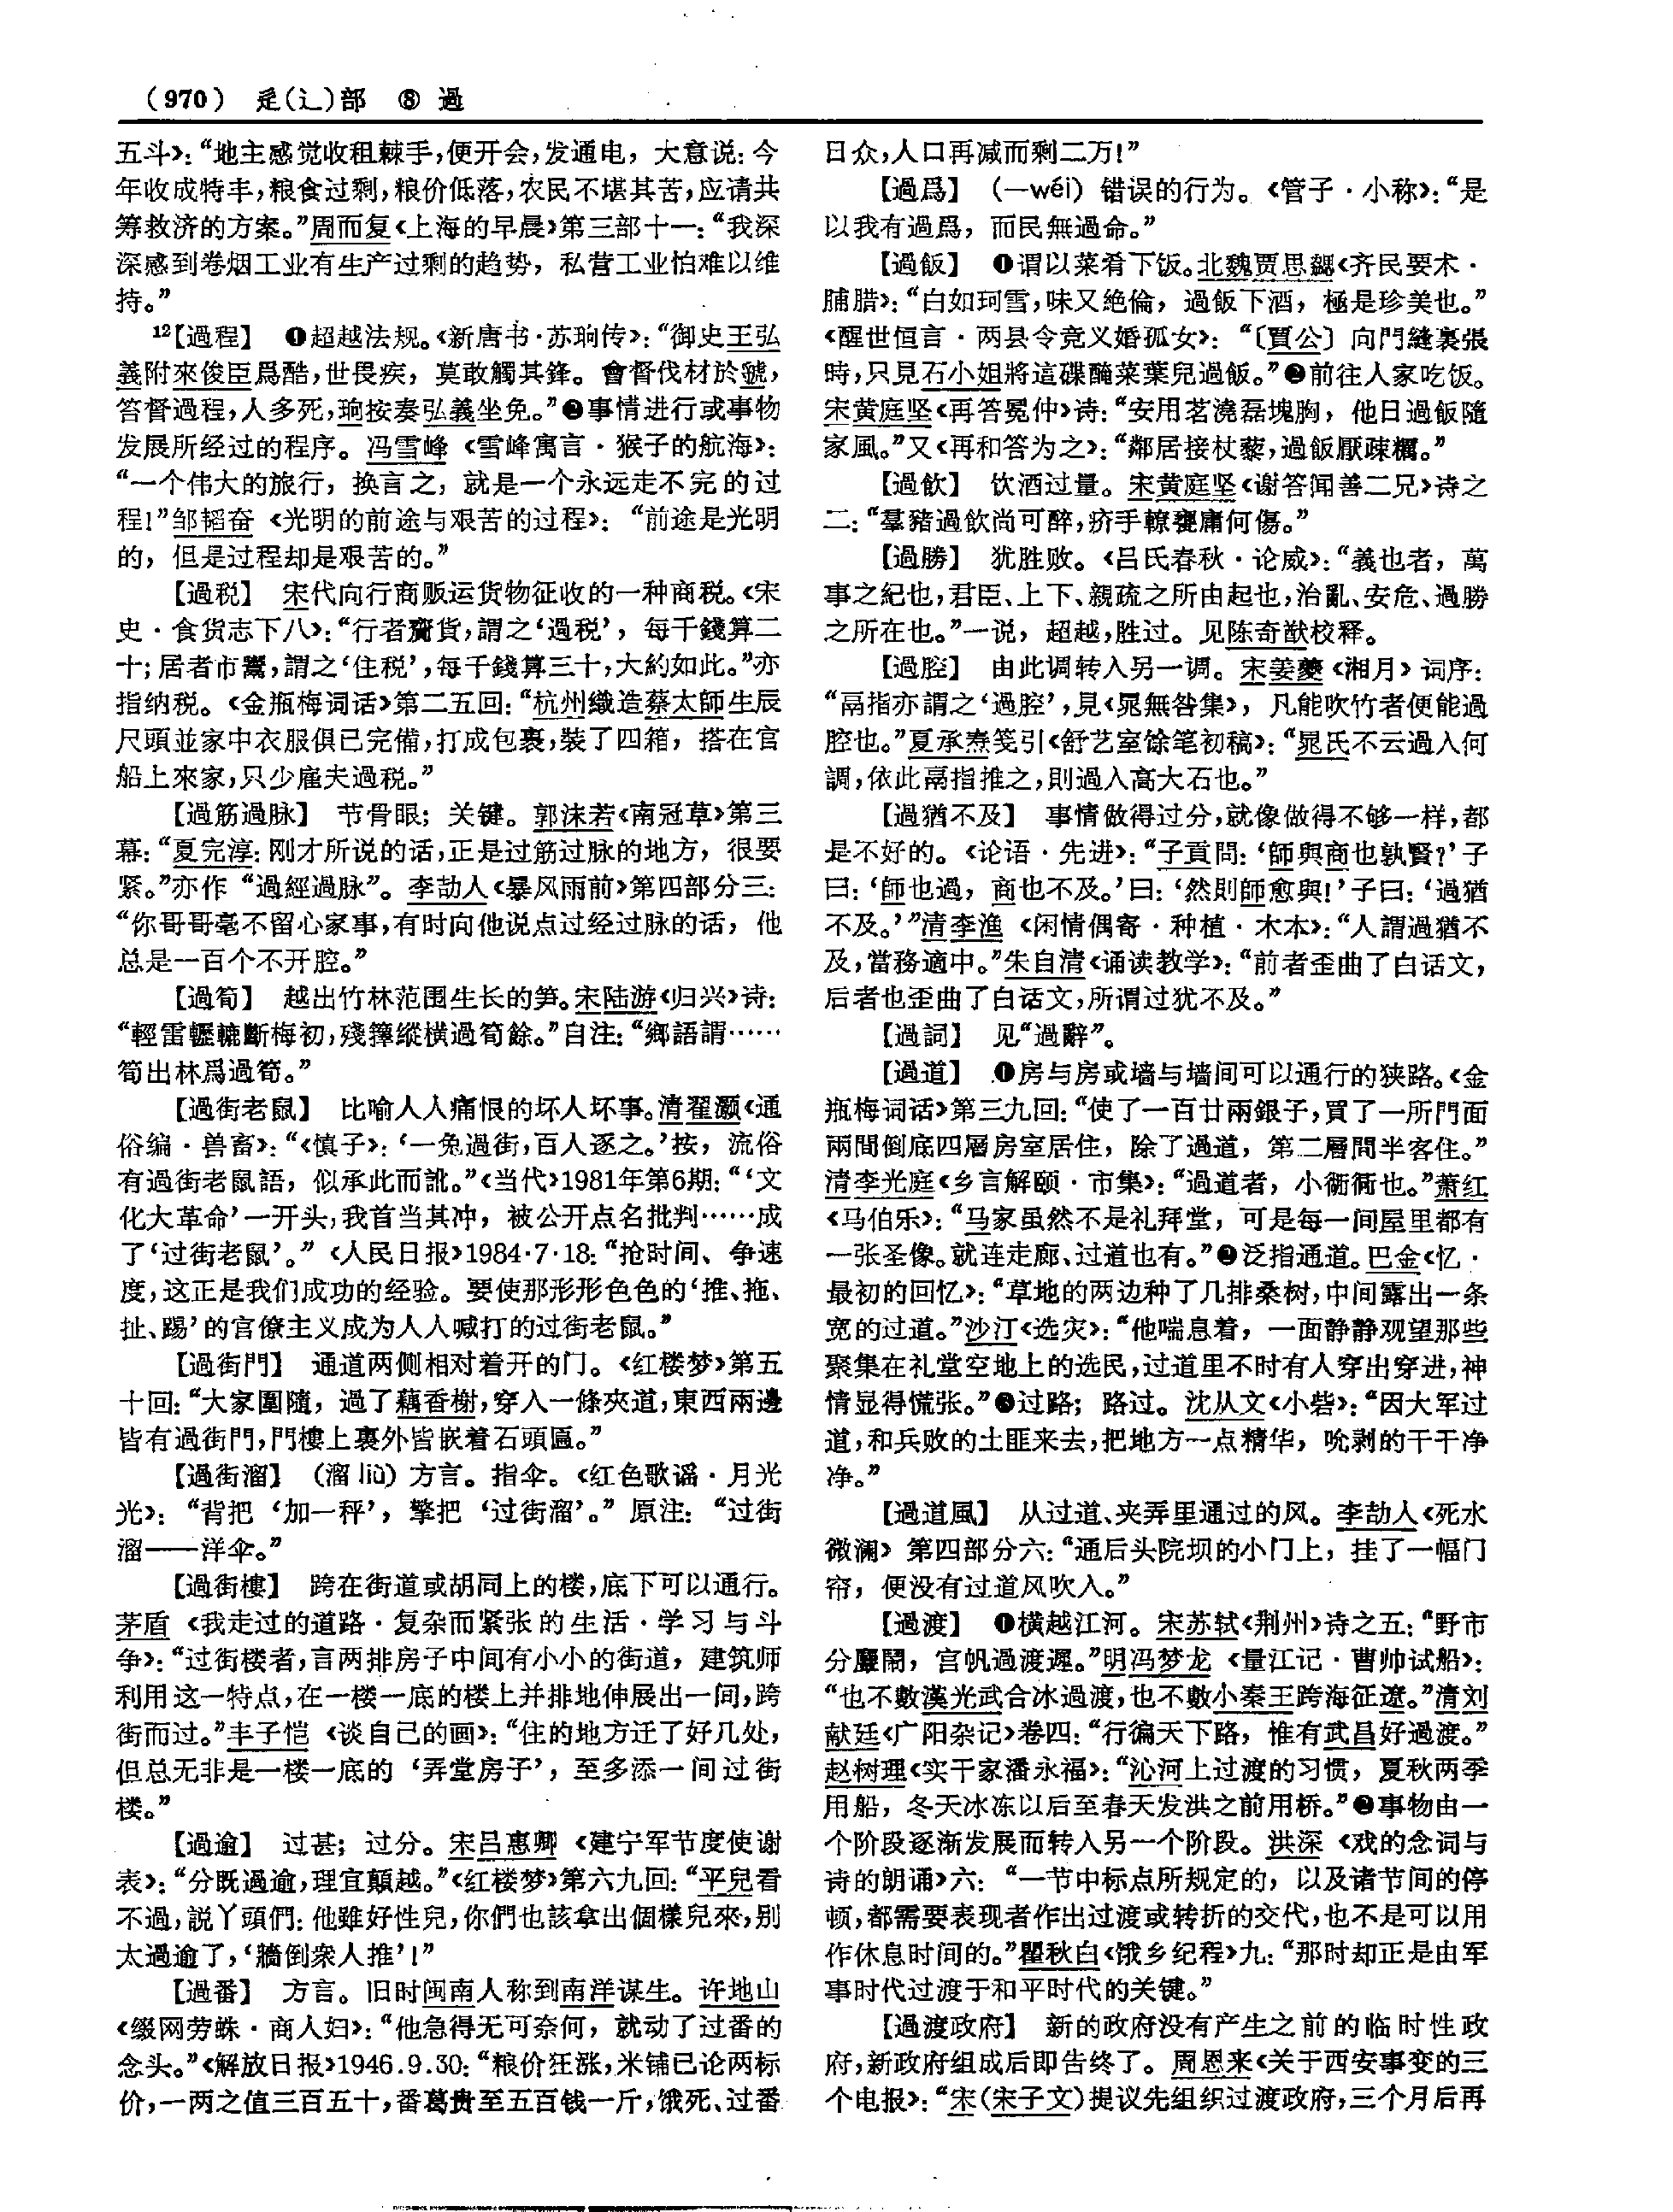 （970） 辵(辶)部 ⑧ 過
五斗》：“地主感觉收租棘手，便开会，发通电，大意说：今
年收成特丰，粮食过剩，粮价低落，农民不堪其苦，应请共
筹救济的方案。”周而复《上海的早晨》第三部十一：“我深
深感到卷烟工业有生产过剩的趋势，私营工业怕难以维
持。”
12【過程】 ❶超越法规。《新唐书·苏珦传》：“御史王弘
義附來俊臣爲酷，世畏疾，莫敢觸其鋒。會督伐材於虢，
笞督過程，人多死，珦按奏弘義坐免。”❷事情进行或事物
发展所经过的程序。冯雪峰《雪峰寓言·猴子的航海》：
“一个伟大的旅行，换言之，就是一个永远走不完的过
程！”邹韬奋《光明的前途与艰苦的过程》：“前途是光明
的，但是过程却是艰苦的。”
【過税】 宋代向行商贩运货物征收的一种商税。《宋
史·食货志下八》：“行者齎貨，謂之‘過税’，每千錢算二
十；居者市鬻，謂之‘住税’，每千錢算三十，大約如此。”亦
指纳税。《金瓶梅词话》第二五回：“杭州織造蔡太師生辰
尺頭並家中衣服俱已完備，打成包裹，裝了四箱，搭在官
船上來家，只少雇夫過税。”
【過筋過脉】 节骨眼；关键。郭沫若《南冠草》第三
幕：“夏完淳：刚才所说的话，正是过筋过脉的地方，很要
紧。”亦作“過經過脉”。李劼人《暴风雨前》第四部分三：
“你哥哥毫不留心家事，有时向他说点过经过脉的话，他
总是一百个不开腔。”
【過筍】 越出竹林范围生长的笋。宋陆游《归兴》诗：
“輕雷轣轆斷梅初，殘籜縱横過筍餘。”自注：“鄉語謂……
筍出林爲過筍。”
【過街老鼠】 比喻人人痛恨的坏人坏事。清翟灏《通
俗编·兽畜》：“《慎子》：‘一兔過街，百人逐之。’按，流俗
有過街老鼠語，似承此而訛。”《当代》1981年第6期：“‘文
化大革命’一开头，我首当其冲，被公开点名批判……成
了‘过街老鼠’。”《人民日报》1984·7·18：“抢时间、争速
度，这正是我们成功的经验。要使那形形色色的‘推、拖、
扯、踢’的官僚主义成为人人喊打的过街老鼠。”
【過街門】 通道两侧相对着开的门。《红楼梦》第五
十回：“大家圍隨，過了藕香榭，穿入一條夾道，東西兩邊
皆有過街門，門樓上裏外皆嵌着石頭匾。”
【過街溜】 （溜 liù）方言。指伞。《红色歌谣·月光
光》：“背把‘加一秤’，擎把‘过街溜’。”原注：“过街
溜——洋伞。”
【過街樓】 跨在街道或胡同上的楼，底下可以通行。
茅盾《我走过的道路·复杂而紧张的生活·学习与斗
争》：“过街楼者，言两排房子中间有小小的街道，建筑师
利用这一特点，在一楼一底的楼上并排地伸展出一间，跨
街而过。”丰子恺《谈自己的画》：“住的地方迁了好几处，
但总无非是一楼一底的‘弄堂房子’，至多添一间过街
楼。”
【過逾】 过甚；过分。宋吕惠卿《建宁军节度使谢
表》：“分既過逾，理宜顛越。”《红楼梦》第六九回：“平兒看
不過，説丫頭們：他雖好性兒，你們也該拿出個樣兒來，别
太過逾了，‘牆倒衆人推’！”
【過番】 方言。旧时闽南人称到南洋谋生。许地山
《缀网劳蛛·商人妇》：“他急得无可奈何，就动了过番的
念头。”《解放日报》1946.9.30：“粮价狂涨，米铺已论两标
价，一两之值三百五十，番葛贵至五百钱一斤，饿死、过番
日众，人口再减而剩二万！”
【過爲】 （—wéi）错误的行为。《管子·小称》：“是
以我有過爲，而民無過命。”
【過飯】 ❶谓以菜肴下饭。北魏贾思勰《齐民要术·
脯腊》：“白如珂雪，味又絶倫，過飯下酒，極是珍美也。”
《醒世恒言·两县令竞义婚孤女》：“〔賈公〕向門縫裏張
時，只見石小姐將這碟醃菜葉兒過飯。”❷前往人家吃饭。
宋黄庭坚《再答冕仲》诗：“安用茗澆磊塊胸，他日過飯隨
家風。”又《再和答为之》：“鄰居接杖藜，過飯厭疎糲。”
【過飲】 饮酒过量。宋黄庭坚《谢答闻善二兄》诗之
二：“羣豬過飲尚可醉，疥手轑甕庸何傷。”
【過勝】 犹胜败。《吕氏春秋·论威》：“義也者，萬
事之紀也，君臣、上下、親疏之所由起也，治亂、安危、過勝
之所在也。”一说，超越，胜过。见陈奇猷校释。
【過腔】 由此调转入另一调。宋姜夔《湘月》词序：
“鬲指亦謂之‘過腔’，見《晁無咎集》，凡能吹竹者便能過
腔也。”夏承焘笺引《舒艺室馀笔初稿》：“晁氏不云過入何
調，依此鬲指推之，則過入高大石也。”
【過猶不及】 事情做得过分，就像做得不够一样，都
是不好的。《论语·先进》：“子貢問：‘師與商也孰賢？’子
曰：‘師也過，商也不及。’曰：‘然則師愈與！’子曰：‘過猶
不及。’”清李渔《闲情偶寄·种植·木本》：“人謂過猶不
及，當務適中。”朱自清《诵读教学》：“前者歪曲了白话文，
后者也歪曲了白话文，所谓过犹不及。”
【過詞】 见“過辭”。
【過道】 ❶房与房或墙与墙间可以通行的狭路。《金
瓶梅词话》第三九回：“使了一百廿兩銀子，買了一所門面
兩間倒底四層房室居住，除了過道，第二層間半客住。”
清李光庭《乡言解颐·市集》：“過道者，小衚衕也。”萧红
《马伯乐》：“马家虽然不是礼拜堂，可是每一间屋里都有
一张圣像。就连走廊、过道也有。”❷泛指通道。巴金《忆·
最初的回忆》：“草地的两边种了几排桑树，中间露出一条
宽的过道。”沙汀《选灾》：“他喘息着，一面静静观望那些
聚集在礼堂空地上的选民，过道里不时有人穿出穿进，神
情显得慌张。”❸过路；路过。沈从文《小砦》：“因大军过
道，和兵败的土匪来去，把地方一点精华，吮剥的干干净
净。”
【過道風】 从过道、夹弄里通过的风。李劼人《死水
微澜》第四部分六：“通后头院坝的小门上，挂了一幅门
帘，便没有过道风吹入。”
【過渡】 ❶横越江河。宋苏轼《荆州》诗之五：“野市
分麞鬧，宫帆過渡遲。”明冯梦龙《量江记·曹帅试船》：
“也不數漢光武合冰過渡，也不數小秦王跨海征遼。”清刘
献廷《广阳杂记》卷四：“行徧天下路，惟有武昌好過渡。”
赵树理《实干家潘永福》：“沁河上过渡的习惯，夏秋两季
用船，冬天冰冻以后至春天发洪之前用桥。”❷事物由一
个阶段逐渐发展而转入另一个阶段。洪深《戏的念词与
诗的朗诵》六：“一节中标点所规定的，以及诸节间的停
顿，都需要表现者作出过渡或转折的交代，也不是可以用
作休息时间的。”瞿秋白《饿乡纪程》九：“那时却正是由军
事时代过渡于和平时代的关键。”
【過渡政府】 新的政府没有产生之前的临时性政
府，新政府组成后即告终了。周恩来《关于西安事变的三
个电报》：“宋（宋子文）提议先组织过渡政府，三个月后再